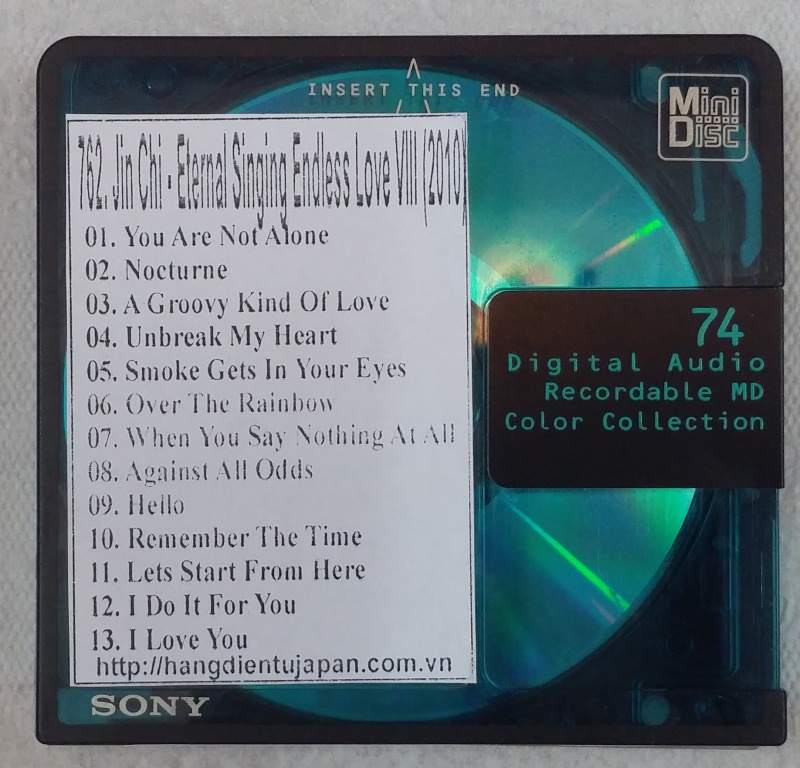 INSERT THIS END
Mini
Disc
762. Jin Chi - Eternal Singing Endless Love VIII (2010)
01. You Are Not Alone
02. Nocturne
03. A Groovy Kind Of Love
04. Unbreak My Heart
05. Smoke Gets In Your Eyes
06. Over The Rainbow
07. When You Say Nothing At All
08. Against All Odds
09. Hello
10. Remember The Time
11. Lets Start From Here
12. I Do It For You
13. I Love You
http://hangdientujapan.com.vn
74
Digital Audio
Recordable MD
Color Collection
SONY